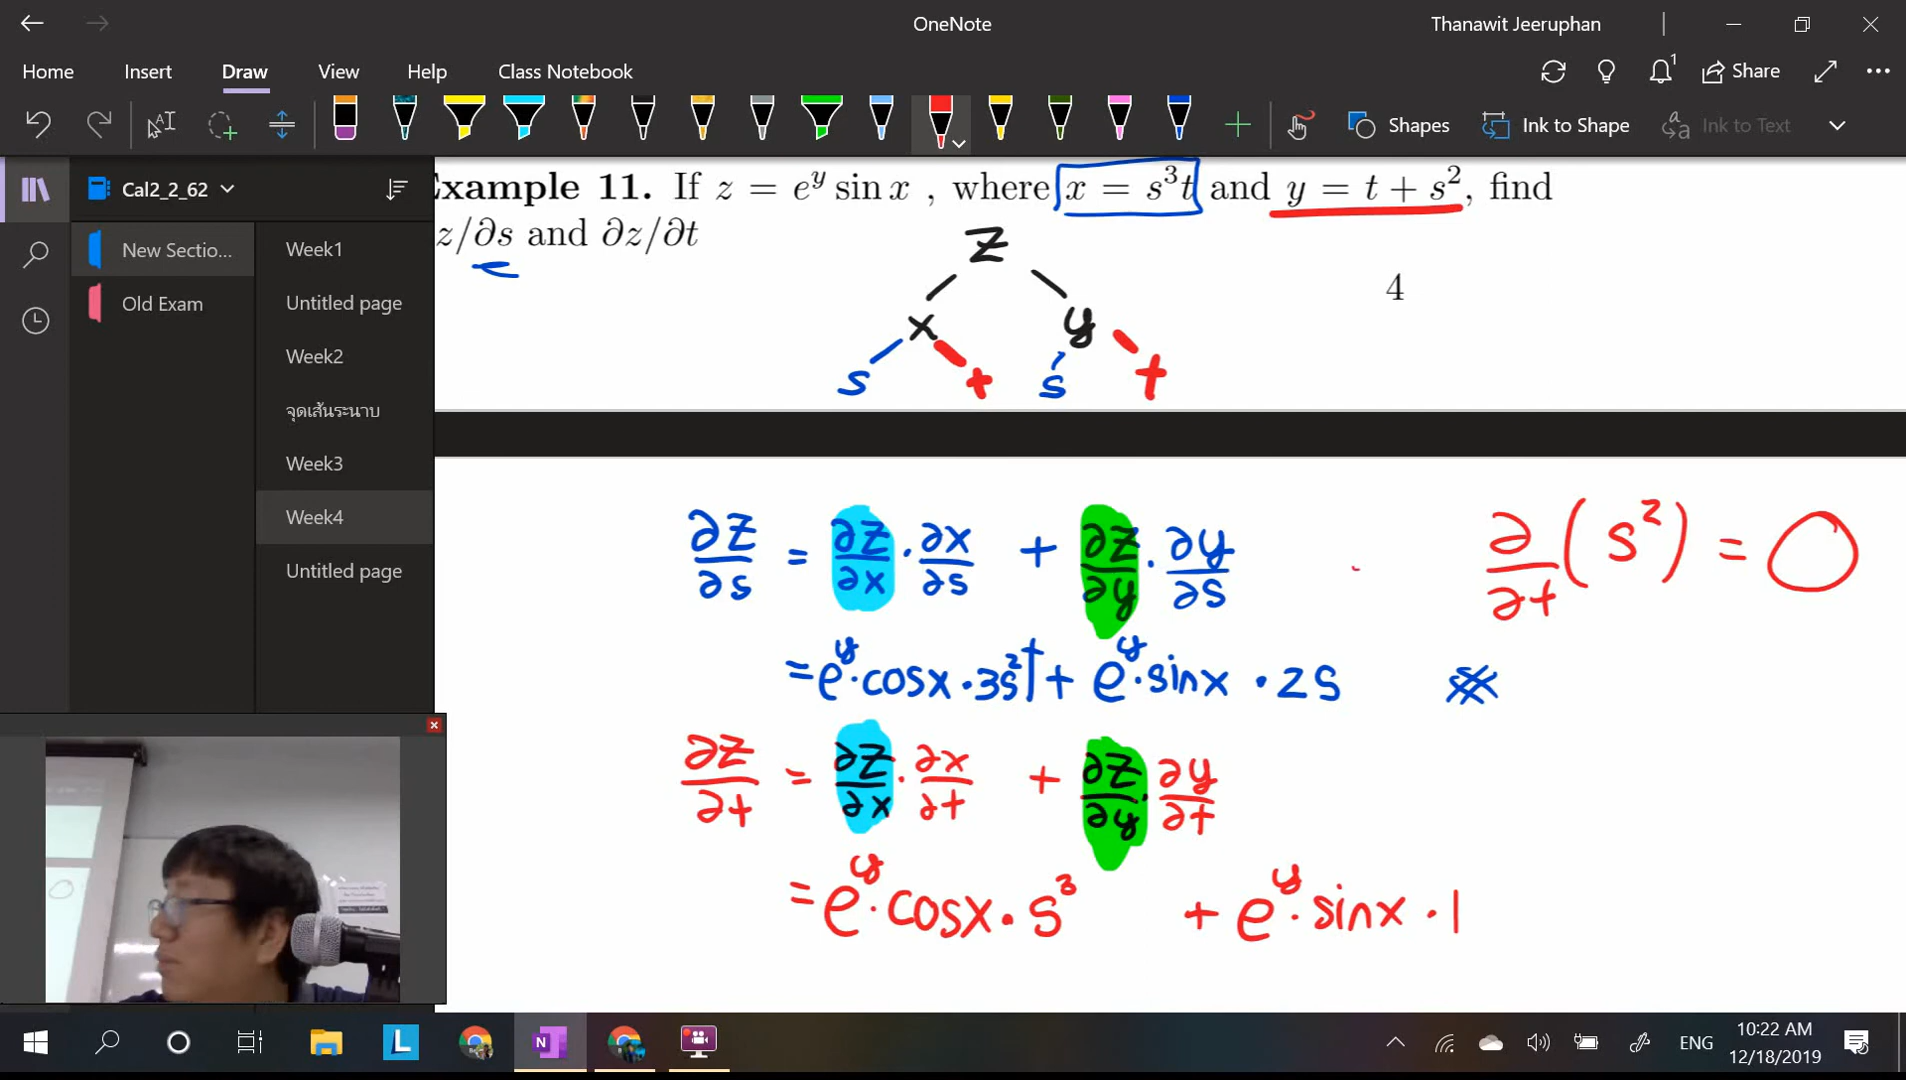 OneNote
Thanawit Jeeruphan
Home Insert Draw View Help Class Notebook
1
Share
Shapes
Ink to Shape
Ink to Text
Cal2_2_62
New Sectio...
Old Exam
Week1
Untitled page
Week2
จุดเส้นระนาบ
Week3
Week4
Untitled page
Example 11. If z = e^y sin x , where x = s^3t and y = t + s^2, find
z/∂s and ∂z/∂t
z
x y
s t s t
4
∂z/∂s = ∂z/∂x · ∂x/∂s + ∂z/∂y · ∂y/∂s
∂/∂t (s^2) = 0
= e^y · cosx · 3s^2t + e^y · sinx · 2s
∂z/∂t = ∂z/∂x · ∂x/∂t + ∂z/∂y · ∂y/∂t
= e^y · cosx · s^3 + e^y · sinx · 1
L
N
ENG
10:22 AM
12/18/2019